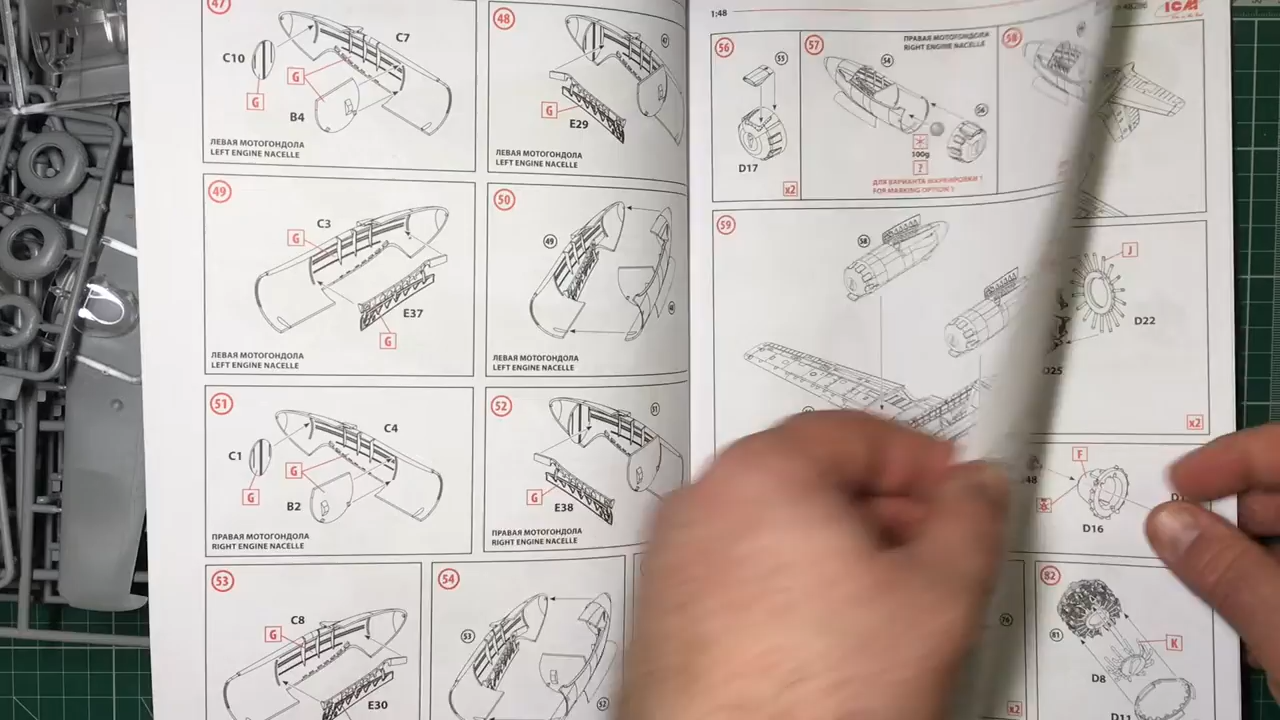 47
C10
C7
G
G
B4
ЛЕВАЯ МОТОГОНДОЛА
LEFT ENGINE NACELLE
48
47
G
E29
ЛЕВАЯ МОТОГОНДОЛА
LEFT ENGINE NACELLE
49
C3
G
E37
G
ЛЕВАЯ МОТОГОНДОЛА
LEFT ENGINE NACELLE
50
49
48
ЛЕВАЯ МОТОГОНДОЛА
LEFT ENGINE NACELLE
51
C4
C1
G
G
B2
ПРАВАЯ МОТОГОНДОЛА
RIGHT ENGINE NACELLE
52
51
G
E38
ПРАВАЯ МОТОГОНДОЛА
RIGHT ENGINE NACELLE
53
C8
G
E30
54
53
52
1:48
ICM
56
55
D17
x2
57
ПРАВАЯ МОТОГОНДОЛА
RIGHT ENGINE NACELLE
54
56
100g
?
ДЛЯ ВАРИАНТА МАРКИРОВКИ ?
FOR MARKING OPTION ?
58
59
58
J
D22
D25
x2
F
D16
x2
82
81
K
D8
D11